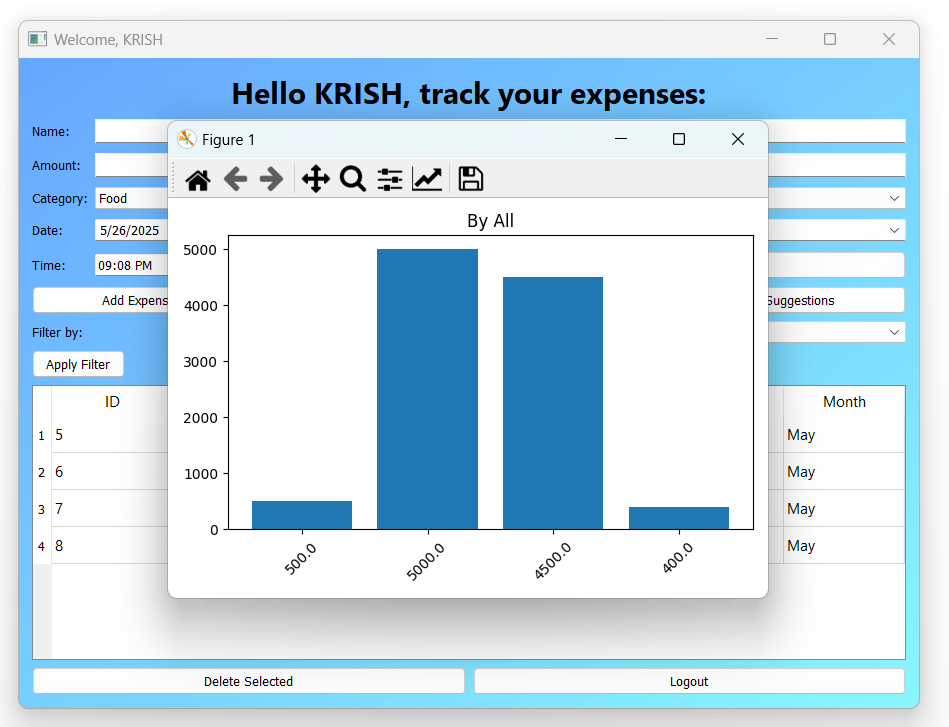 Welcome, KRISH
Hello KRISH, track your expenses:
Name:
Figure 1
Amount:
Category: Food
By All
Date: 5/26/2025
Time: 09:08 PM
Add Expens
Suggestions
Filter by:
Apply Filter
5000
4000
3000
2000
1000
0
500.0 5000.0 4500.0 400.0
ID Month
1 5 May
2 6 May
3 7 May
4 8 May
Delete Selected Logout